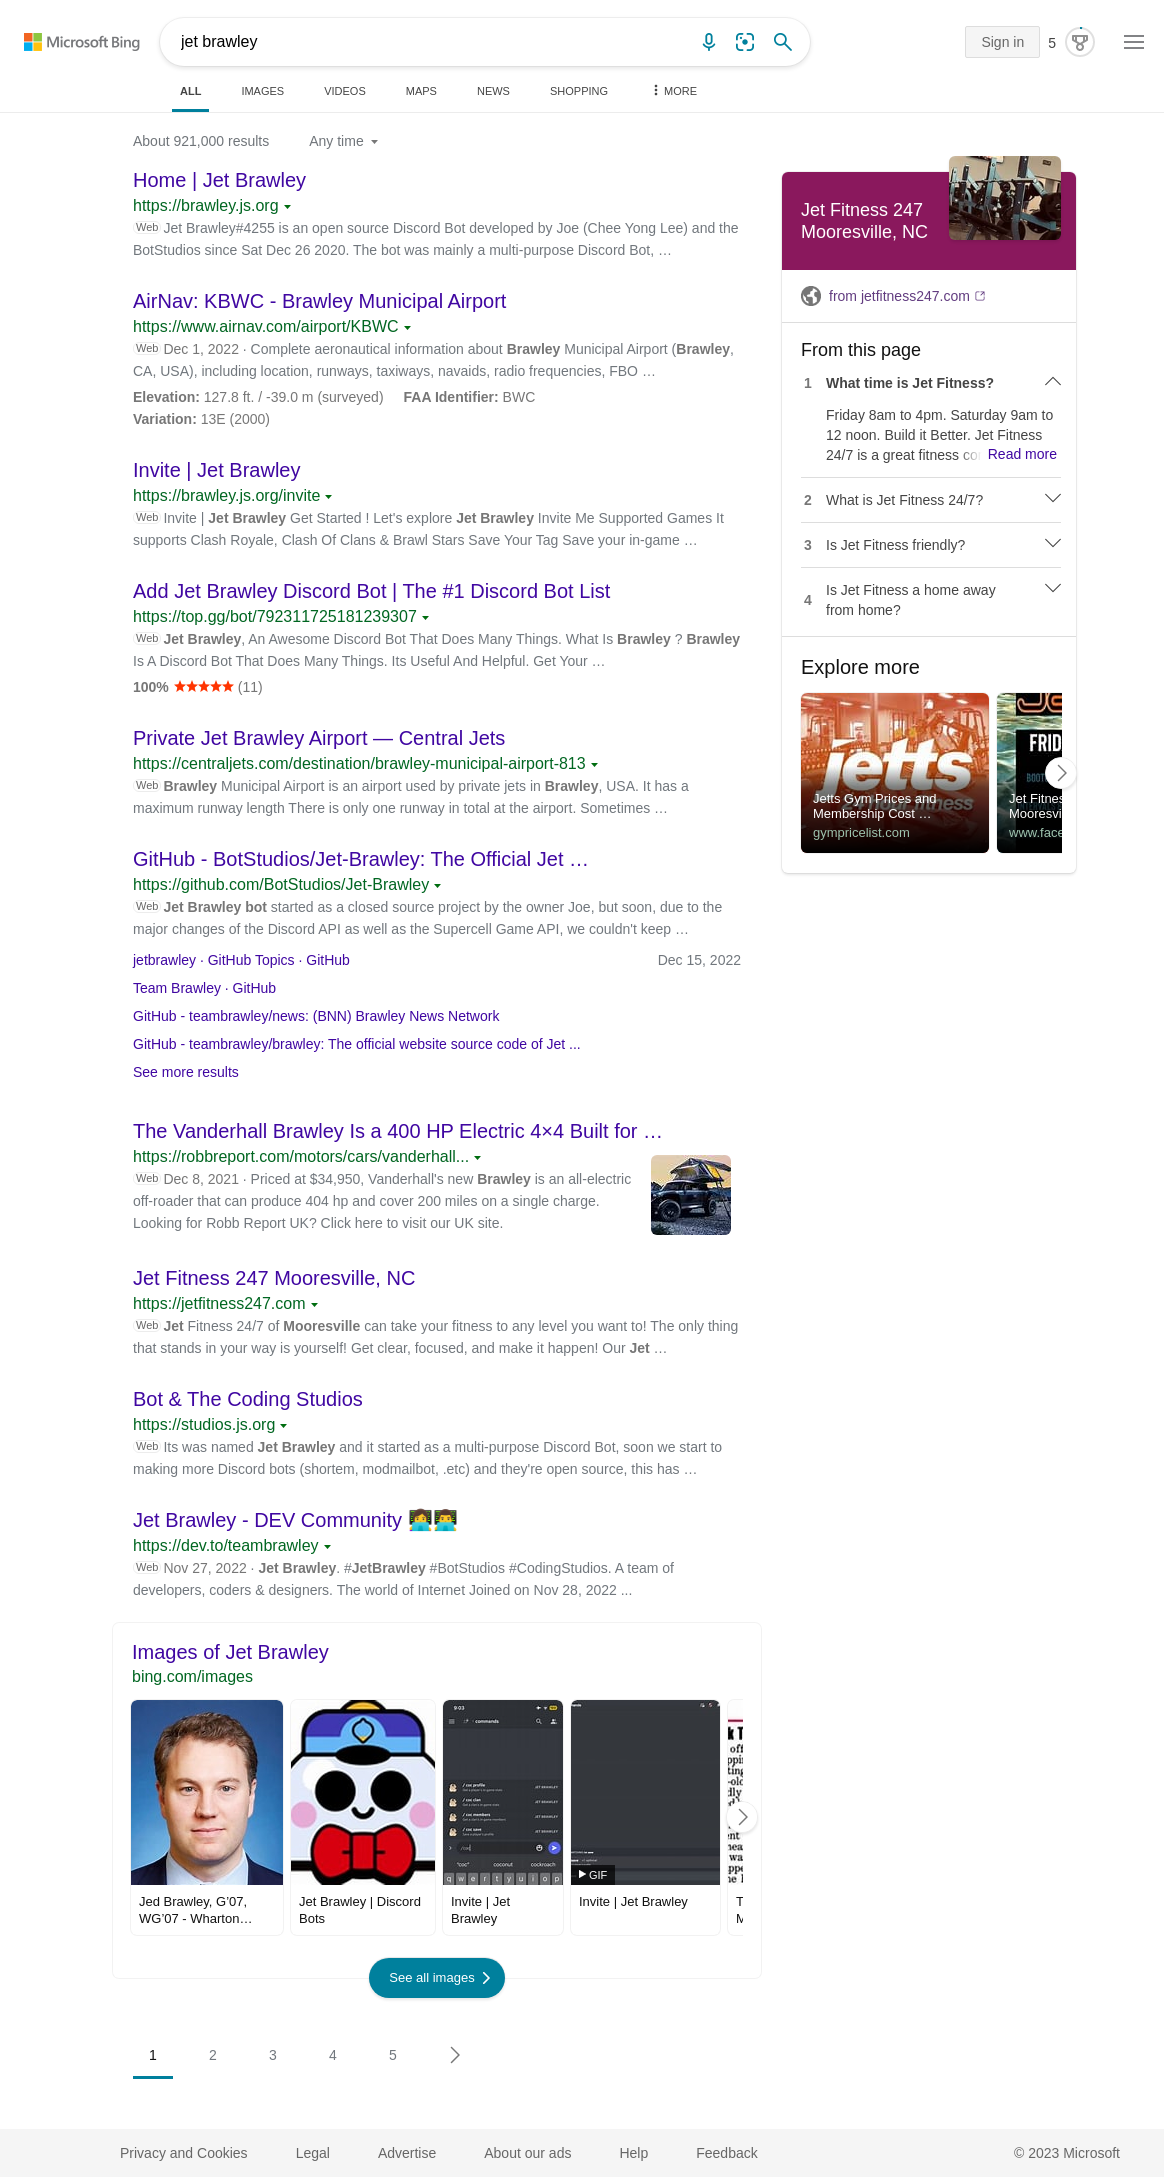 Microsoft Bing
jet brawley
Sign in
5
ALL
IMAGES
VIDEOS
MAPS
NEWS
SHOPPING
MORE
About 921,000 results
Any time
Home | Jet Brawley
https://brawley.js.org
Web Jet Brawley#4255 is an open source Discord Bot developed by Joe (Chee Yong Lee) and the
BotStudios since Sat Dec 26 2020. The bot was mainly a multi-purpose Discord Bot, …
AirNav: KBWC - Brawley Municipal Airport
https://www.airnav.com/airport/KBWC
Web Dec 1, 2022 · Complete aeronautical information about Brawley Municipal Airport (Brawley,
CA, USA), including location, runways, taxiways, navaids, radio frequencies, FBO …
Elevation: 127.8 ft. / -39.0 m (surveyed) FAA Identifier: BWC
Variation: 13E (2000)
Invite | Jet Brawley
https://brawley.js.org/invite
Web Invite | Jet Brawley Get Started ! Let's explore Jet Brawley Invite Me Supported Games It
supports Clash Royale, Clash Of Clans & Brawl Stars Save Your Tag Save your in-game …
Add Jet Brawley Discord Bot | The #1 Discord Bot List
https://top.gg/bot/792311725181239307
Web Jet Brawley, An Awesome Discord Bot That Does Many Things. What Is Brawley ? Brawley
Is A Discord Bot That Does Many Things. Its Useful And Helpful. Get Your …
100% ★★★★★ (11)
Private Jet Brawley Airport — Central Jets
https://centraljets.com/destination/brawley-municipal-airport-813
Web Brawley Municipal Airport is an airport used by private jets in Brawley, USA. It has a
maximum runway length There is only one runway in total at the airport. Sometimes …
GitHub - BotStudios/Jet-Brawley: The Official Jet …
https://github.com/BotStudios/Jet-Brawley
Web Jet Brawley bot started as a closed source project by the owner Joe, but soon, due to the
major changes of the Discord API as well as the Supercell Game API, we couldn't keep …
jetbrawley · GitHub Topics · GitHub
Dec 15, 2022
Team Brawley · GitHub
GitHub - teambrawley/news: (BNN) Brawley News Network
GitHub - teambrawley/brawley: The official website source code of Jet ...
See more results
The Vanderhall Brawley Is a 400 HP Electric 4×4 Built for …
https://robbreport.com/motors/cars/vanderhall...
Web Dec 8, 2021 · Priced at $34,950, Vanderhall's new Brawley is an all-electric
off-roader that can produce 404 hp and cover 200 miles on a single charge.
Looking for Robb Report UK? Click here to visit our UK site.
Jet Fitness 247 Mooresville, NC
https://jetfitness247.com
Web Jet Fitness 24/7 of Mooresville can take your fitness to any level you want to! The only thing
that stands in your way is yourself! Get clear, focused, and make it happen! Our Jet …
Bot & The Coding Studios
https://studios.js.org
Web Its was named Jet Brawley and it started as a multi-purpose Discord Bot, soon we start to
making more Discord bots (shortem, modmailbot, .etc) and they're open source, this has …
Jet Brawley - DEV Community 👩‍💻👨‍💻
https://dev.to/teambrawley
Web Nov 27, 2022 · Jet Brawley. #JetBrawley #BotStudios #CodingStudios. A team of
developers, coders & designers. The world of Internet Joined on Nov 28, 2022 ...
Images of Jet Brawley
bing.com/images
9:03
commands
/ coc profile
JET BRAWLEY
/ coc clan
JET BRAWLEY
/ coc members
JET BRAWLEY
/ coc save
JET BRAWLEY
/coc
"coc"
coconut
cockroach
q w e r t y u i o p
GIF
Jed Brawley, G’07,
WG’07 - Wharton…
Jet Brawley | Discord
Bots
Invite | Jet
Brawley
Invite | Jet Brawley
See all images
1
2
3
4
5
Jet Fitness 247
Mooresville, NC
from jetfitness247.com
From this page
1 What time is Jet Fitness?
Friday 8am to 4pm. Saturday 9am to
12 noon. Build it Better. Jet Fitness
24/7 is a great fitness co Read more
2 What is Jet Fitness 24/7?
3 Is Jet Fitness friendly?
4 Is Jet Fitness a home away
from home?
Explore more
jetts
24 hour fitness
Jetts Gym Prices and
Membership Cost …
gympricelist.com
FRID
Jet Fitnes
Mooresvi
www.face
Privacy and Cookies
Legal
Advertise
About our ads
Help
Feedback
© 2023 Microsoft